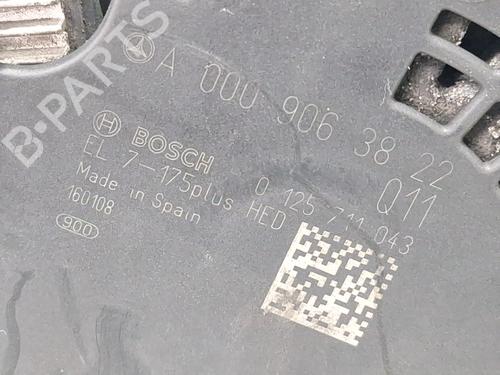 A 000 906 38 22
Q11
BOSCH
EL 7-175plus HED 0 125 711 043
Made in Spain
160108
900
B-PARTS